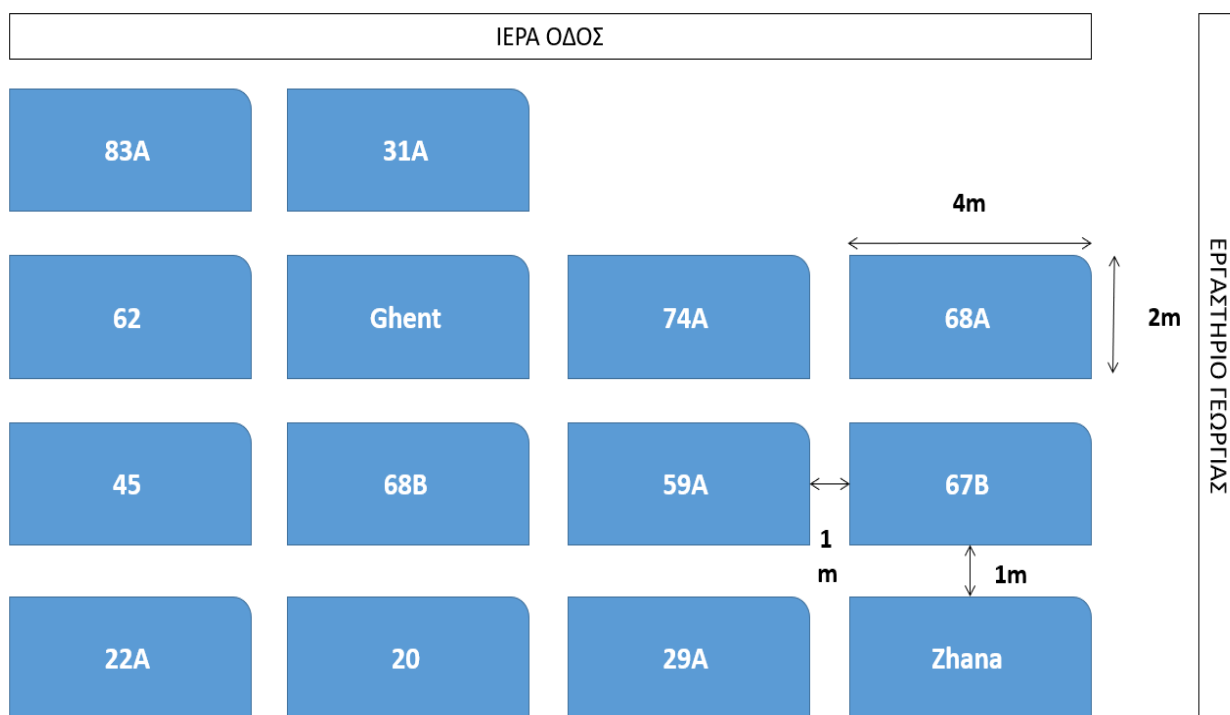 ΙΕΡΑ ΟΔΟΣ
83A
31A
4m
62
Ghent
74A
68A
2m
ΕΡΓΑΣΤΗΡΙΟ ΓΕΩΡΓΙΑΣ
45
68B
59A
67B
1
m
1m
22A
20
29A
Zhana